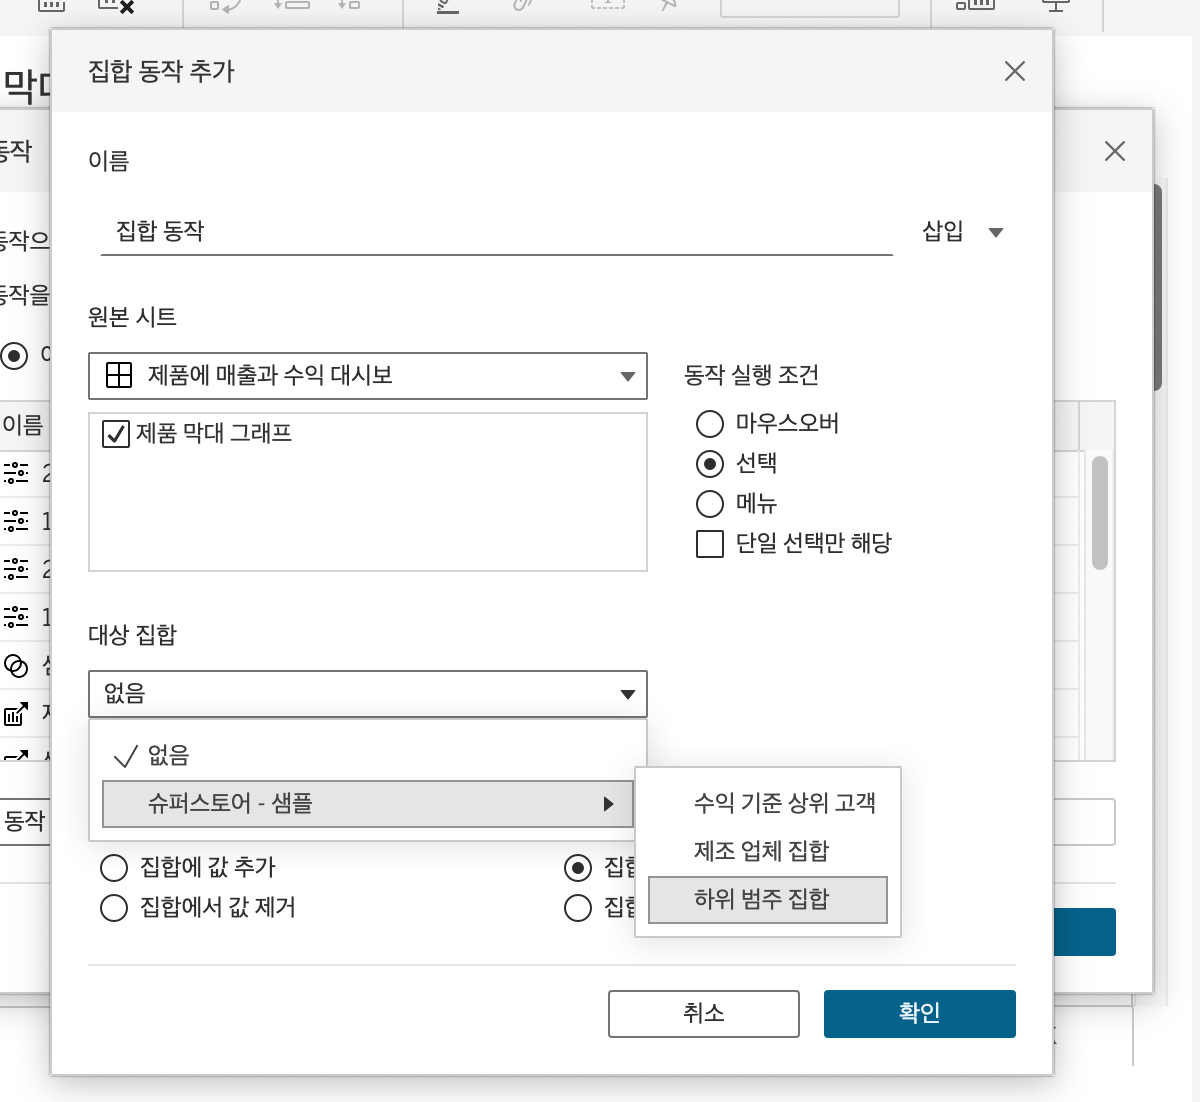 막대
집합 동작 추가
동작
이름
집합 동작
삽입
동작으
동작을
원본 시트
제품에 매출과 수익 대시보
동작 실행 조건
제품 막대 그래프
마우스오버
선택
메뉴
단일 선택만 해당
이름
2
1
2
1
대상 집합
없음
없음
슈퍼스토어 - 샘플
수익 기준 상위 고객
제조 업체 집합
하위 범주 집합
동작
집합에 값 추가
집합
집합에서 값 제거
집합
취소
확인